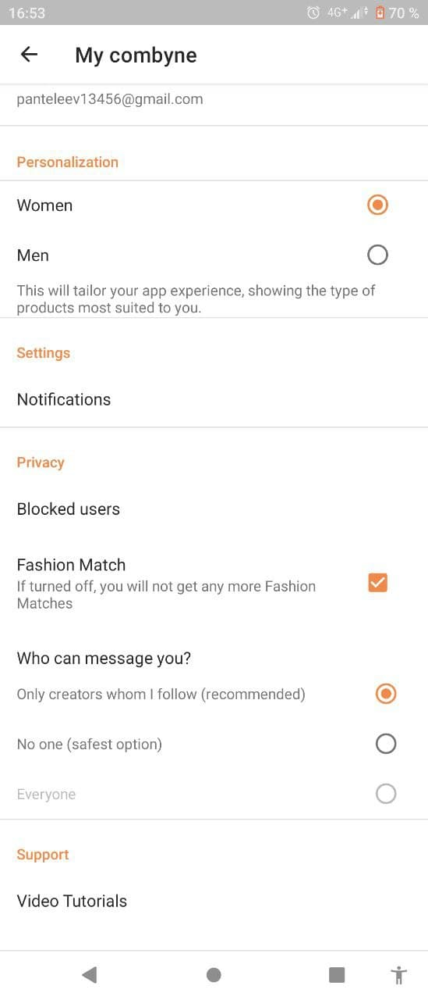 16:53
4G+
70 %
My combyne
panteleev13456@gmail.com
Personalization
Women
Men
This will tailor your app experience, showing the type of
products most suited to you.
Settings
Notifications
Privacy
Blocked users
Fashion Match
If turned off, you will not get any more Fashion
Matches
Who can message you?
Only creators whom I follow (recommended)
No one (safest option)
Everyone
Support
Video Tutorials